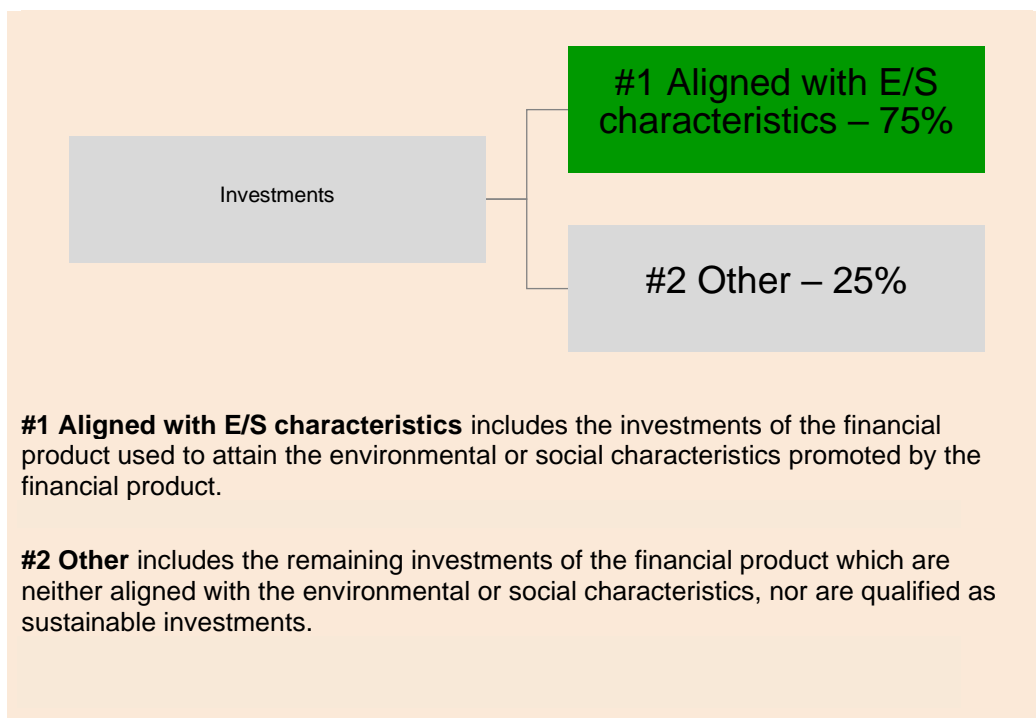 #1 Aligned with E/S
characteristics – 75%
Investments
#2 Other – 25%
#1 Aligned with E/S characteristics includes the investments of the financial
product used to attain the environmental or social characteristics promoted by the
financial product.
#2 Other includes the remaining investments of the financial product which are
neither aligned with the environmental or social characteristics, nor are qualified as
sustainable investments.